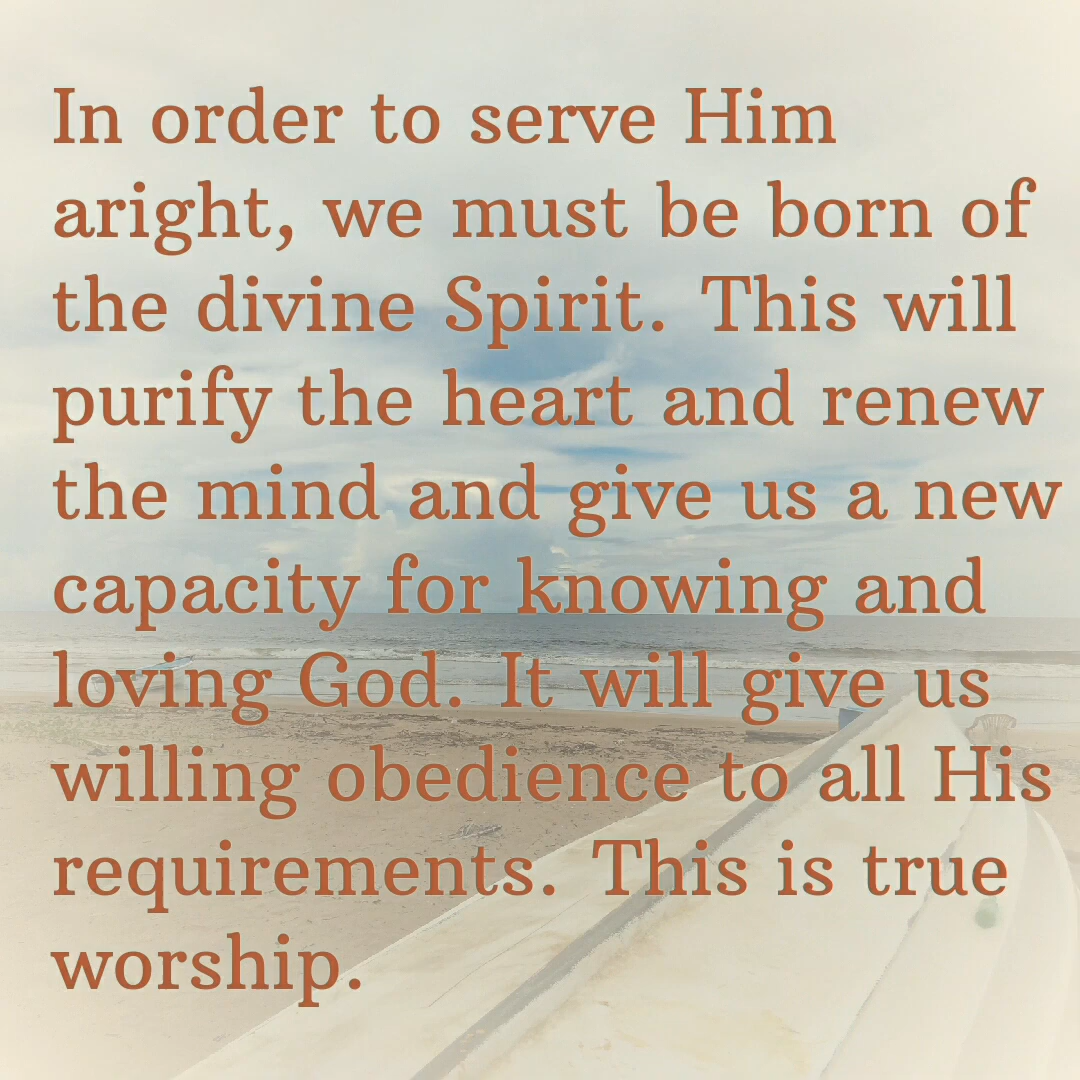 In order to serve Him
aright, we must be born of
the divine Spirit. This will
purify the heart and renew
the mind and give us a new
capacity for knowing and
loving God. It will give us
willing obedience to all His
requirements. This is true
worship.